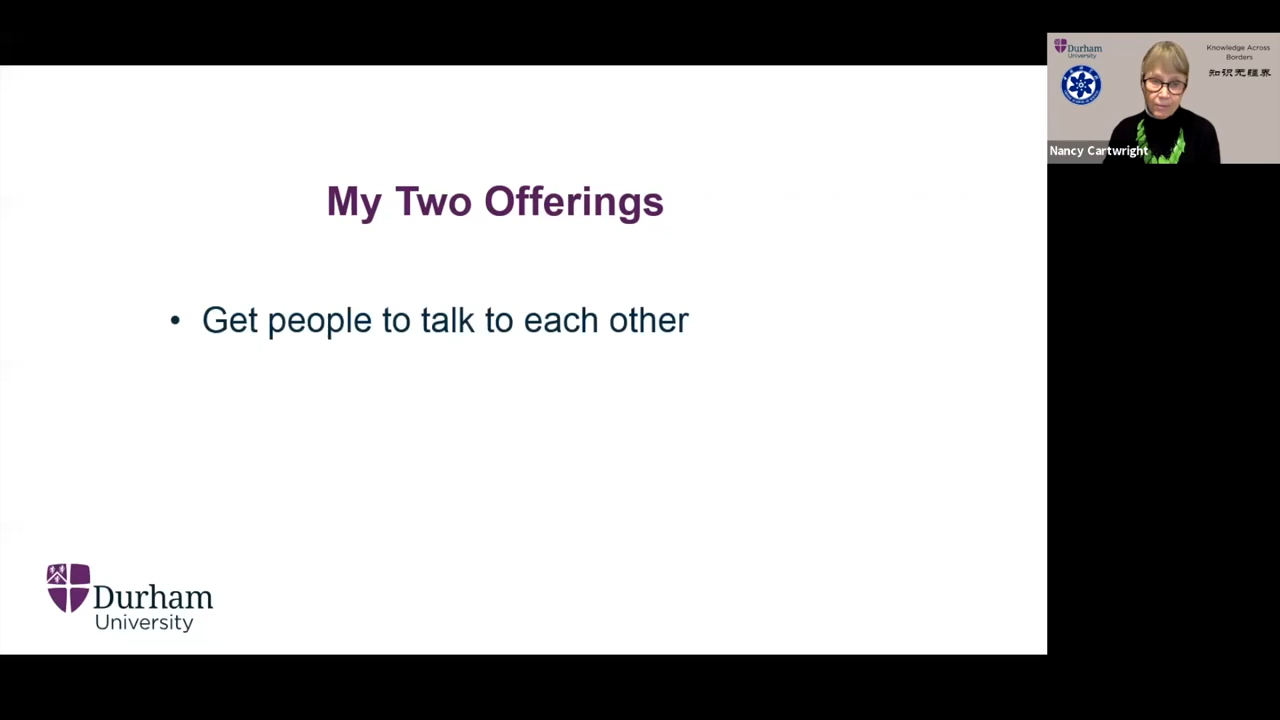 My Two Offerings
• Get people to talk to each other
Durham
University
Durham
University
Knowledge Across
Borders
知识无疆界
Nancy Cartwright